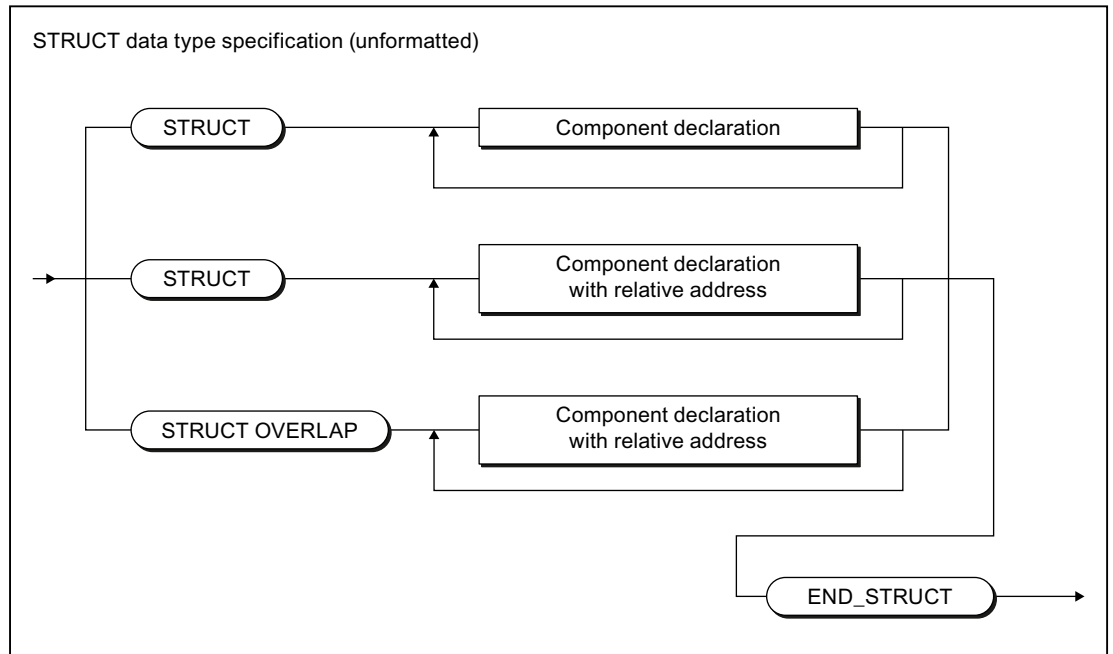 STRUCT data type specification (unformatted)
STRUCT
Component declaration
STRUCT
Component declaration
with relative address
STRUCT OVERLAP
Component declaration
with relative address
END_STRUCT